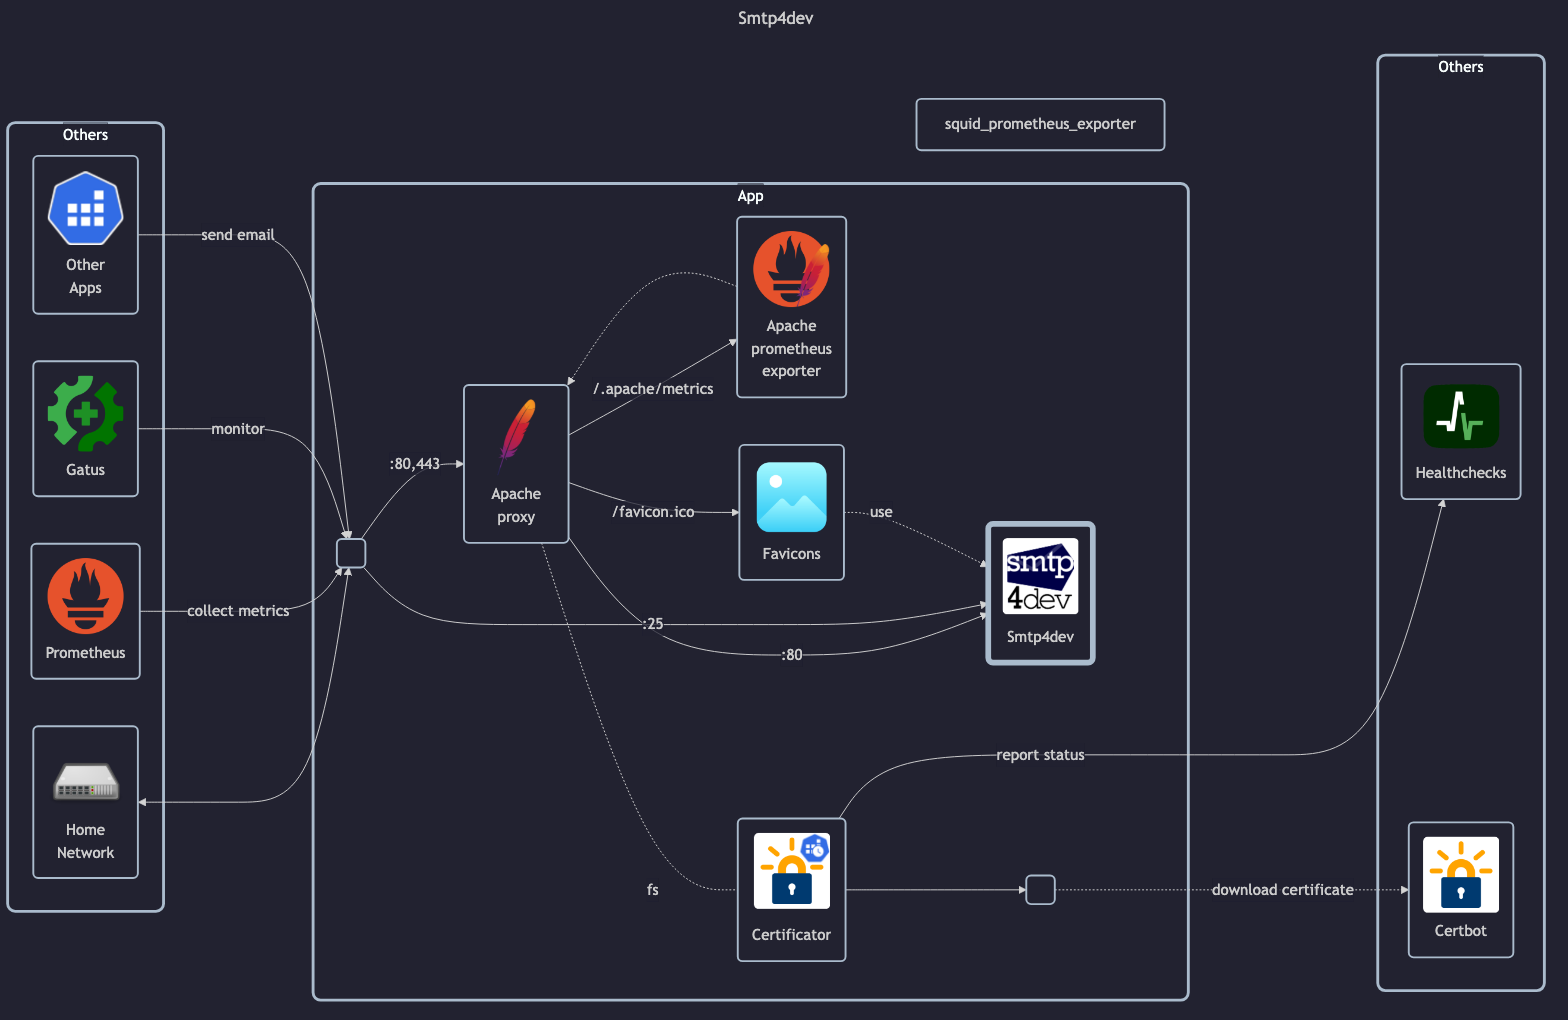 Smtp4dev
Others
Other
Apps
Gatus
Prometheus
Home
Network
send email
monitor
collect metrics
App
:80,443
Apache
proxy
/.apache/metrics
Apache
prometheus
exporter
/favicon.ico
Favicons
use
:25
:80
smtp
4dev
Smtp4dev
fs
Certificator
report status
download certificate
squid_prometheus_exporter
Others
Healthchecks
Certbot